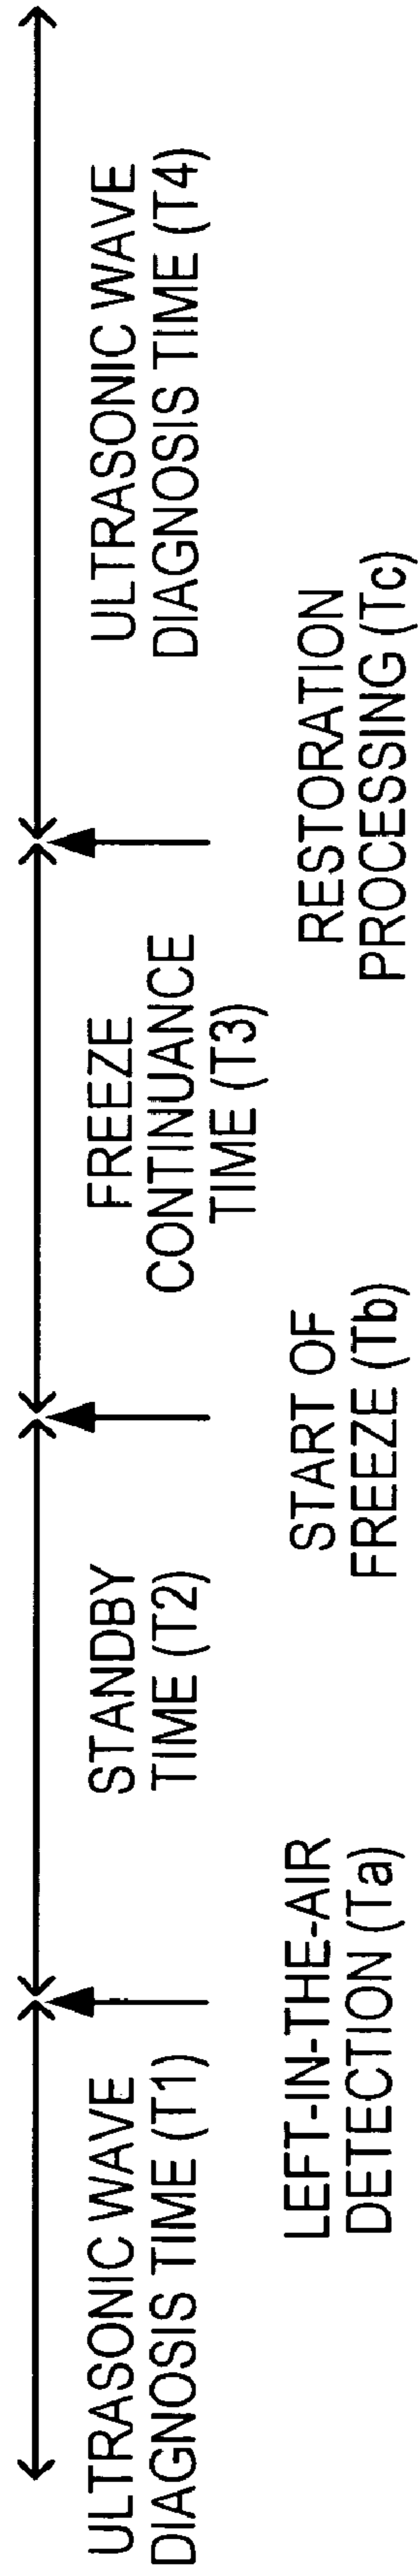 ULTRASONIC WAVE
DIAGNOSIS TIME (T1)
STANDBY
TIME (T2)
FREEZE
CONTINUANCE
TIME (T3)
ULTRASONIC WAVE
DIAGNOSIS TIME (T4)
LEFT-IN-THE-AIR
DETECTION (Ta)
START OF
FREEZE (Tb)
RESTORATION
PROCESSING (Tc)